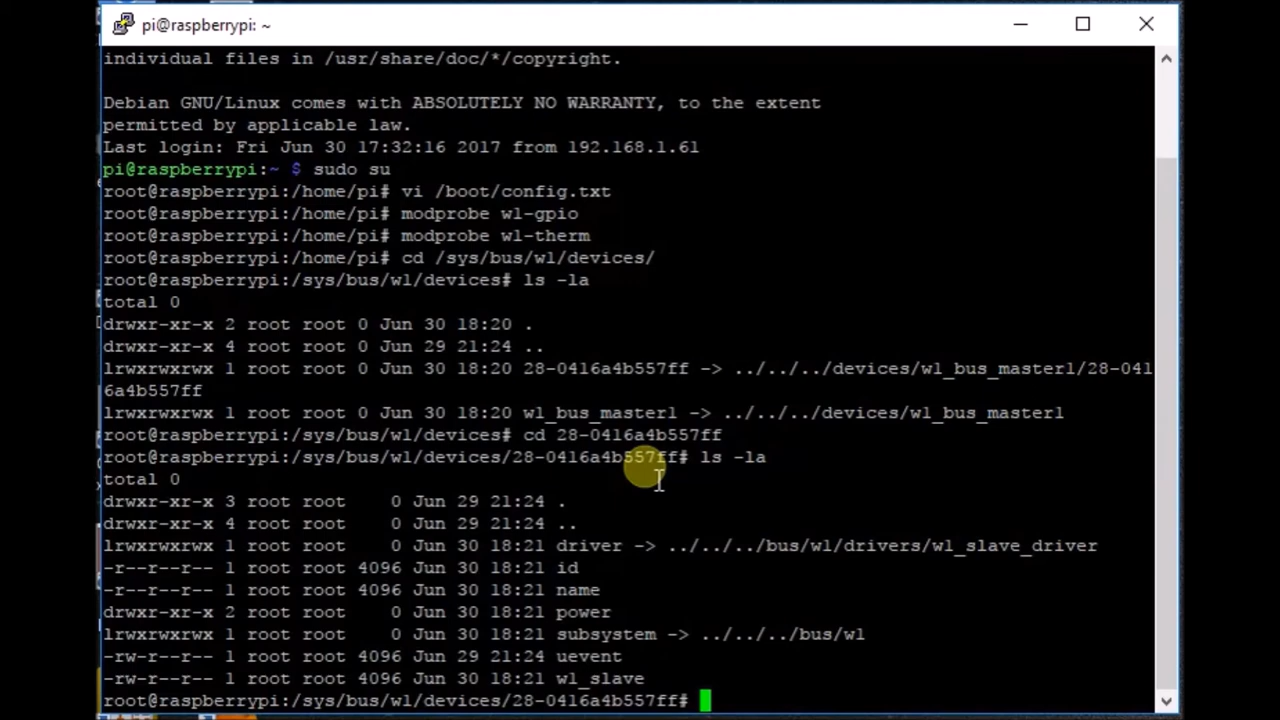 pi@raspberrypi: ~
individual files in /usr/share/doc/*/copyright.
Debian GNU/Linux comes with ABSOLUTELY NO WARRANTY, to the extent
permitted by applicable law.
Last login: Fri Jun 30 17:32:16 2017 from 192.168.1.61
pi@raspberrypi:~ $ sudo su
root@raspberrypi:/home/pi# vi /boot/config.txt
root@raspberrypi:/home/pi# modprobe w1-gpio
root@raspberrypi:/home/pi# modprobe w1-therm
root@raspberrypi:/home/pi# cd /sys/bus/w1/devices/
root@raspberrypi:/sys/bus/w1/devices# ls -la
total 0
drwxr-xr-x 2 root root 0 Jun 30 18:20 .
drwxr-xr-x 4 root root 0 Jun 29 21:24 ..
lrwxrwxrwx 1 root root 0 Jun 30 18:20 28-0416a4b557ff -> ../../../devices/w1_bus_master1/28-041
6a4b557ff
lrwxrwxrwx 1 root root 0 Jun 30 18:20 w1_bus_master1 -> ../../../devices/w1_bus_master1
root@raspberrypi:/sys/bus/w1/devices# cd 28-0416a4b557ff
root@raspberrypi:/sys/bus/w1/devices/28-0416a4b557ff# ls -la
total 0
drwxr-xr-x 3 root root    0 Jun 29 21:24 .
drwxr-xr-x 4 root root    0 Jun 29 21:24 ..
lrwxrwxrwx 1 root root    0 Jun 30 18:21 driver -> ../../../bus/w1/drivers/w1_slave_driver
-r--r--r-- 1 root root 4096 Jun 30 18:21 id
-r--r--r-- 1 root root 4096 Jun 30 18:21 name
drwxr-xr-x 2 root root    0 Jun 30 18:21 power
lrwxrwxrwx 1 root root    0 Jun 30 18:21 subsystem -> ../../../bus/w1
-rw-r--r-- 1 root root 4096 Jun 29 21:24 uevent
-rw-r--r-- 1 root root 4096 Jun 30 18:21 w1_slave
root@raspberrypi:/sys/bus/w1/devices/28-0416a4b557ff#